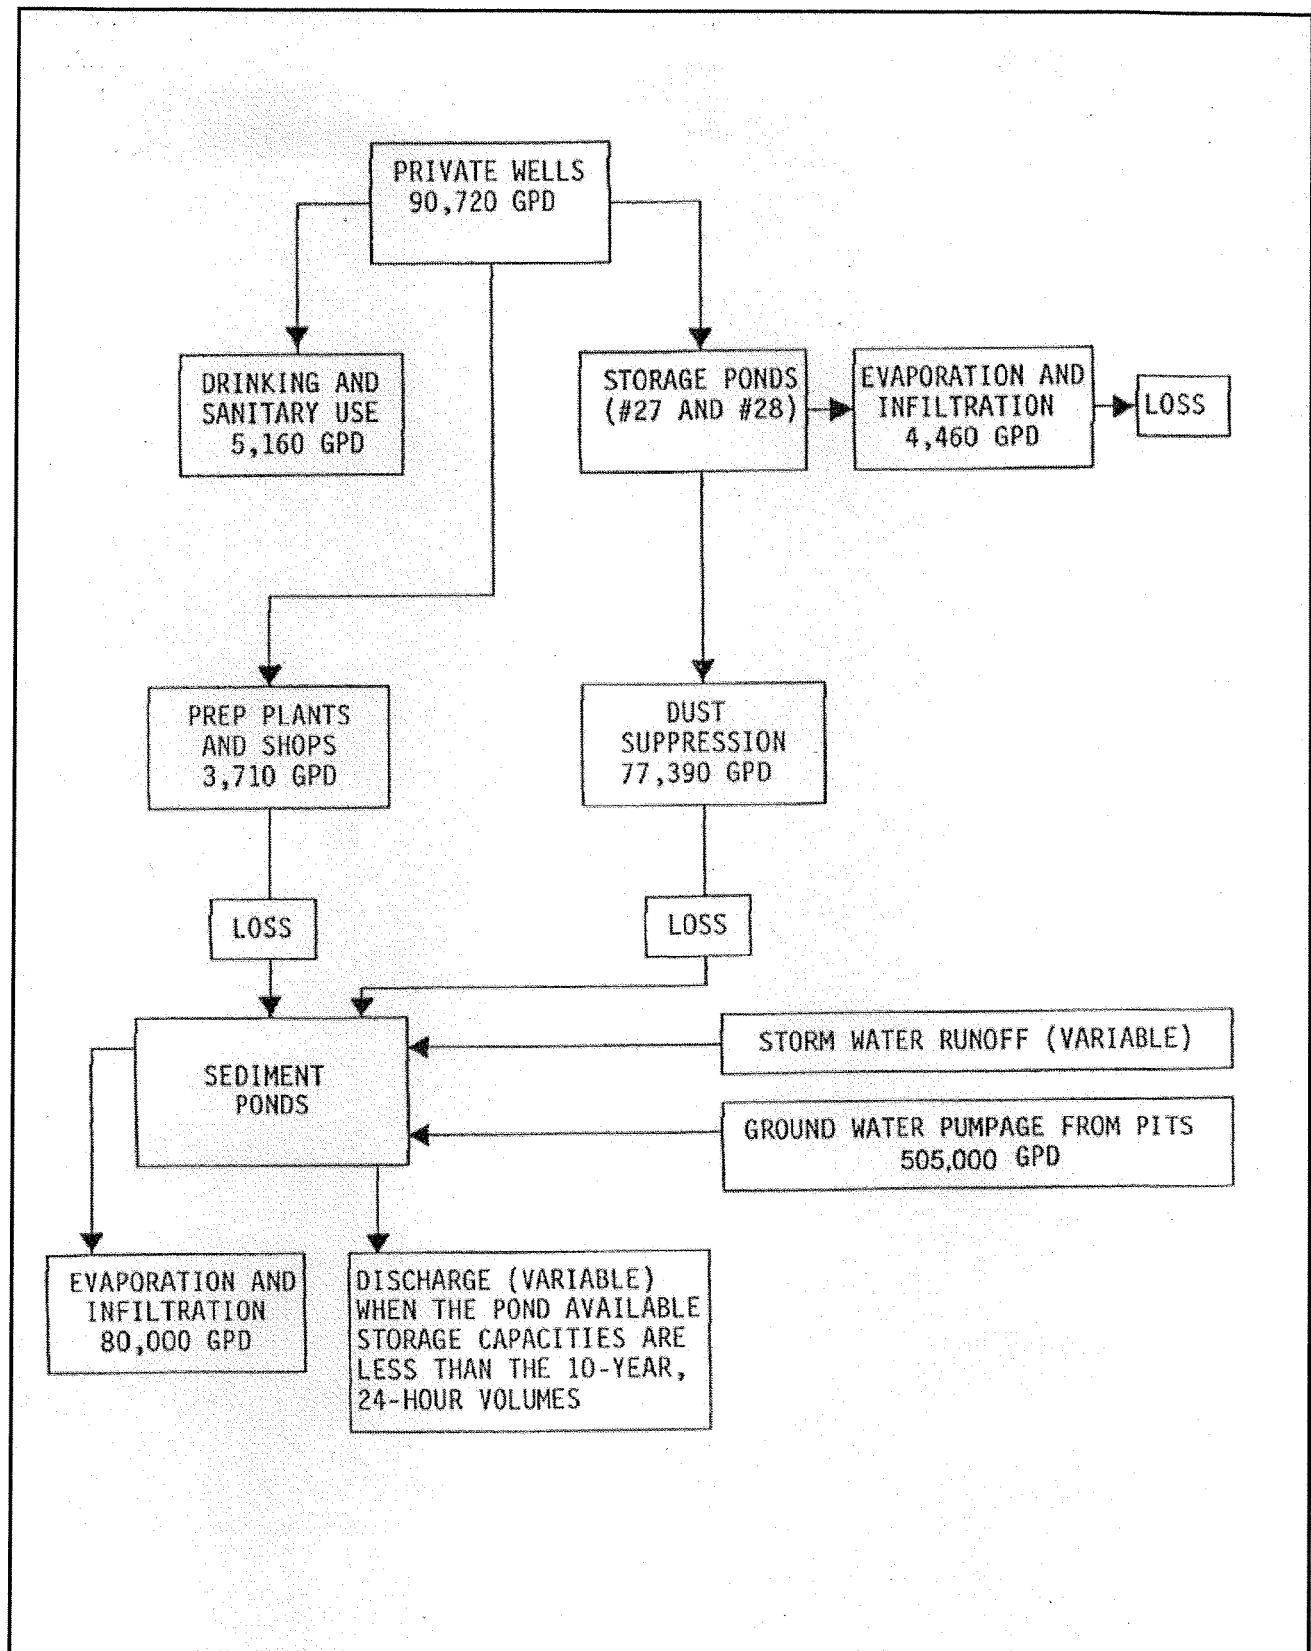 PRIVATE WELLS
90,720 GPD
DRINKING AND
SANITARY USE
5,160 GPD
STORAGE PONDS
(#27 AND #28)
EVAPORATION AND
INFILTRATION
4,460 GPD
LOSS
PREP PLANTS
AND SHOPS
3,710 GPD
DUST
SUPPRESSION
77,390 GPD
LOSS
LOSS
SEDIMENT
PONDS
STORM WATER RUNOFF (VARIABLE)
GROUND WATER PUMPAGE FROM PITS
505,000 GPD
EVAPORATION AND
INFILTRATION
80,000 GPD
DISCHARGE (VARIABLE)
WHEN THE POND AVAILABLE
STORAGE CAPACITIES ARE
LESS THAN THE 10-YEAR,
24-HOUR VOLUMES